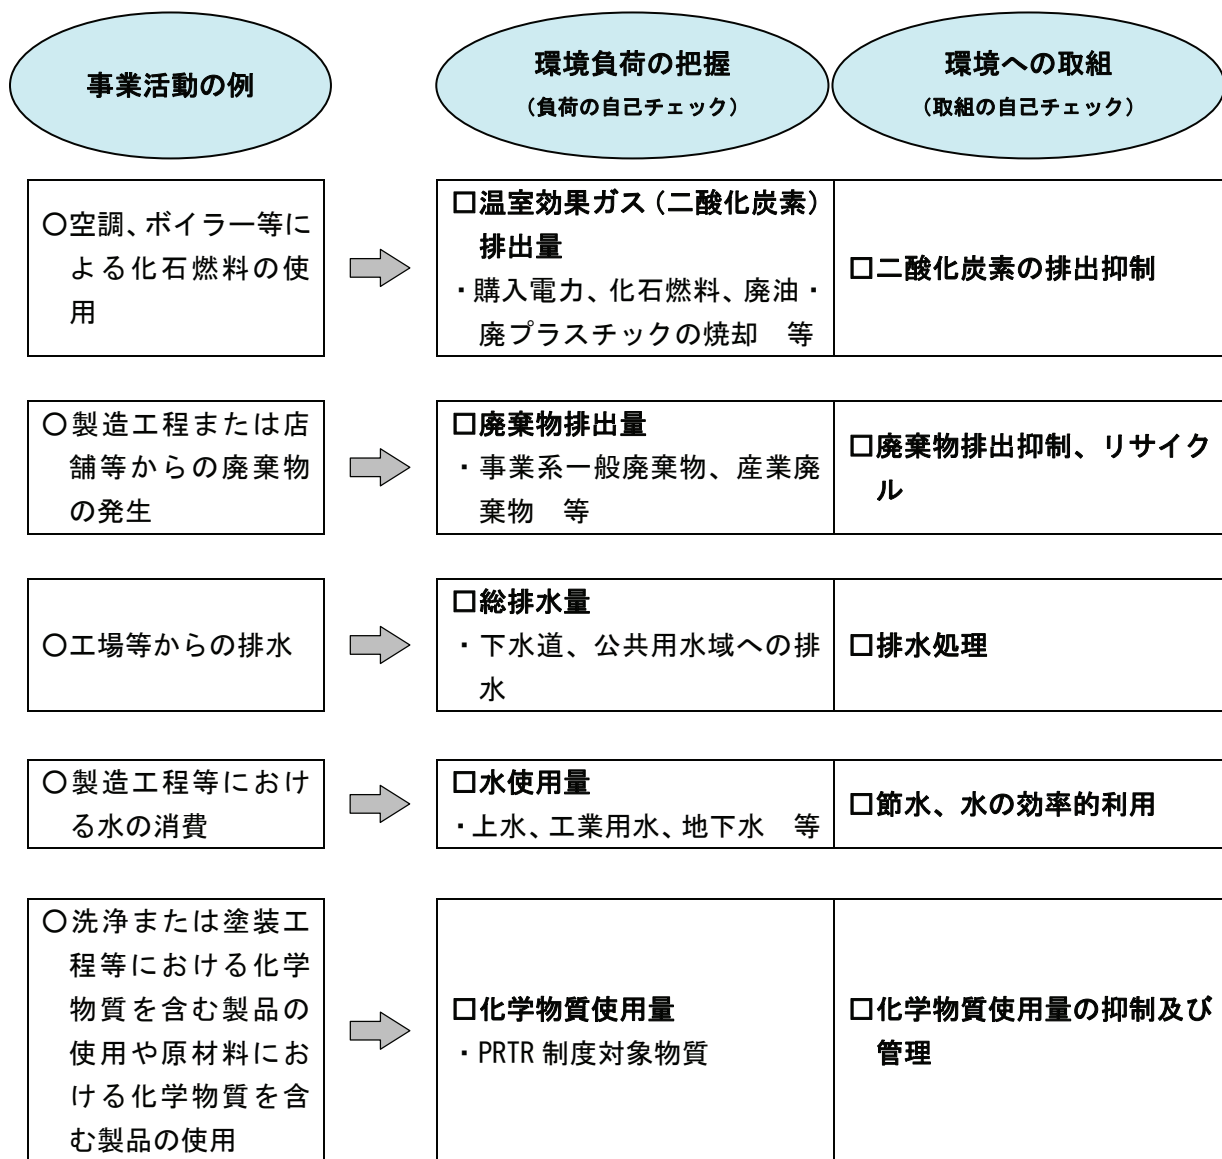 事業活動の例
環境負荷の把握
（負荷の自己チェック）
環境への取組
（取組の自己チェック）
〇空調、ボイラー等に
よる化石燃料の使
用
□温室効果ガス（二酸化炭素）
排出量
・購入電力、化石燃料、廃油・
廃プラスチックの焼却　等
□二酸化炭素の排出抑制
〇製造工程または店
舗等からの廃棄物
の発生
□廃棄物排出量
・事業系一般廃棄物、産業廃
棄物　等
□廃棄物排出抑制、リサイク
ル
〇工場等からの排水
□総排水量
・下水道、公共用水域への排
水
□排水処理
〇製造工程等におけ
る水の消費
□水使用量
・上水、工業用水、地下水　等
□節水、水の効率的利用
〇洗浄または塗装工
程等における化学
物質を含む製品の
使用や原材料にお
ける化学物質を含
む製品の使用
□化学物質使用量
・PRTR 制度対象物質
□化学物質使用量の抑制及び
管理